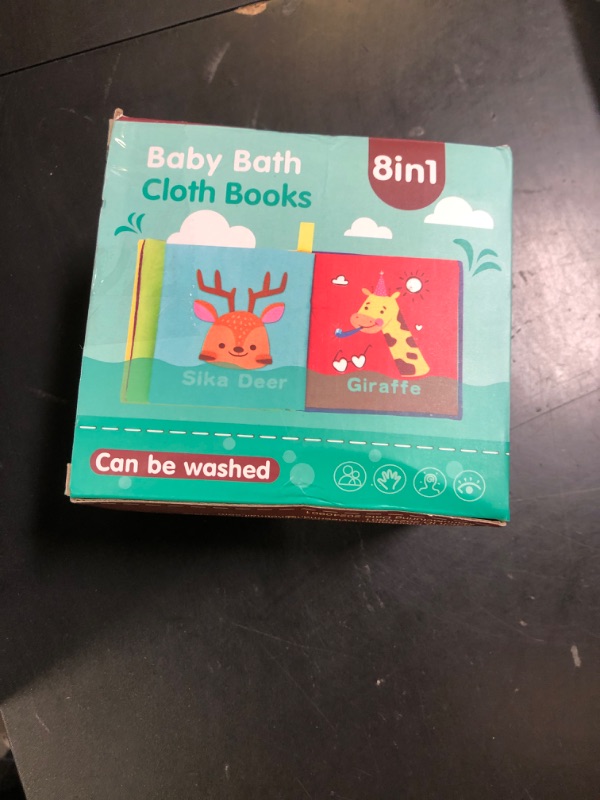 Baby Bath
Cloth Books
8in1
Sika Deer
Giraffe
Can be washed